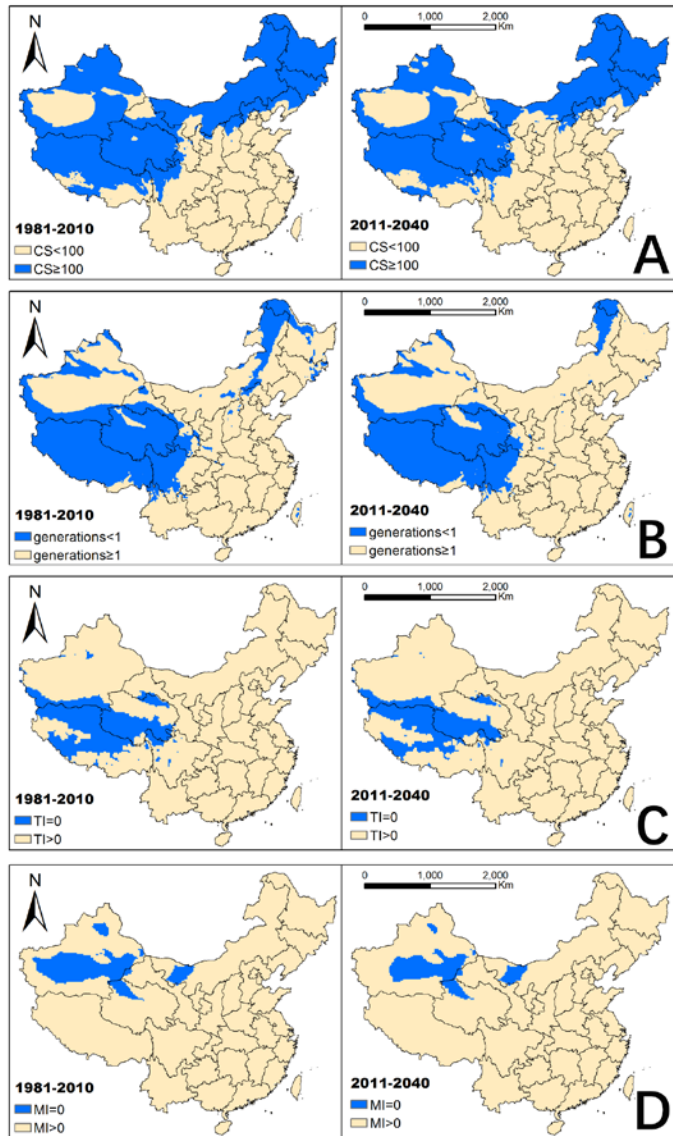 N
0 1,000 2,000
Km
1981-2010
CS<100
CS≥100
2011-2040
CS<100
CS≥100
A
N
0 1,000 2,000
Km
1981-2010
generations<1
generations≥1
2011-2040
generations<1
generations≥1
B
N
0 1,000 2,000
Km
1981-2010
TI=0
TI>0
2011-2040
TI=0
TI>0
C
N
0 1,000 2,000
Km
1981-2010
MI=0
MI>0
2011-2040
MI=0
MI>0
D